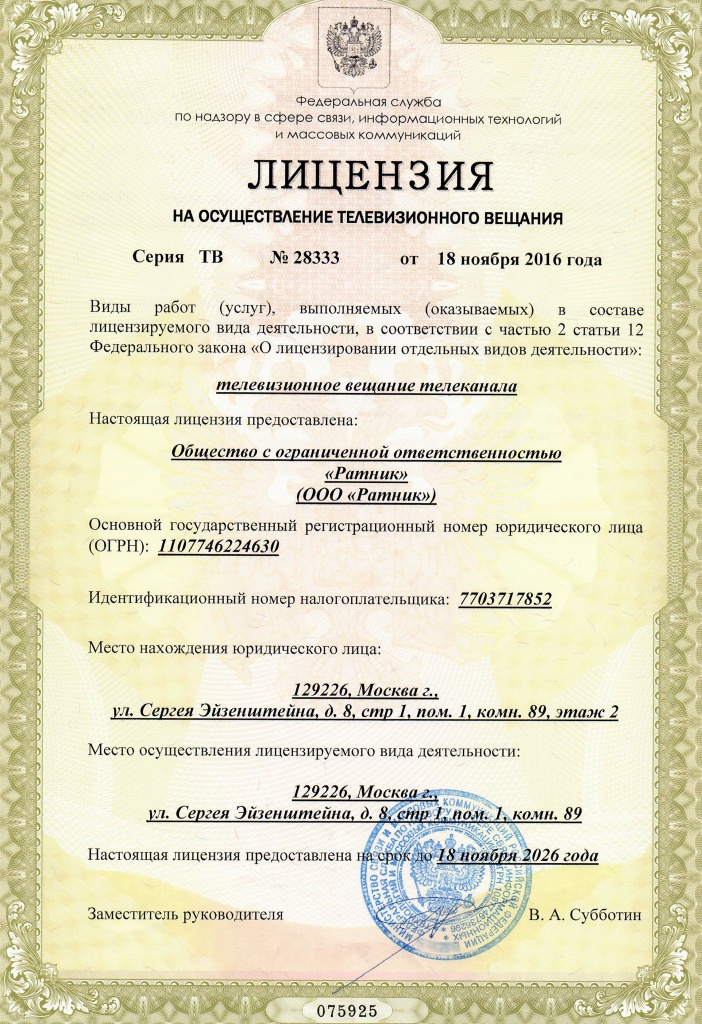 Федеральная служба
по надзору в сфере связи, информационных технологий
и массовых коммуникаций
ЛИЦЕНЗИЯ
НА ОСУЩЕСТВЛЕНИЕ ТЕЛЕВИЗИОННОГО ВЕЩАНИЯ
Серия ТВ № 28333 от 18 ноября 2016 года
Виды работ (услуг), выполняемых (оказываемых) в составе
лицензируемого вида деятельности, в соответствии с частью 2 статьи 12
Федерального закона «О лицензировании отдельных видов деятельности»:
телевизионное вещание телеканала
Настоящая лицензия предоставлена:
Общество с ограниченной ответственностью
«Ратник»
(ООО «Ратник»)
Основной государственный регистрационный номер юридического лица
(ОГРН): 1107746224630
Идентификационный номер налогоплательщика: 7703717852
Место нахождения юридического лица:
129226, Москва г.,
ул. Сергея Эйзенштейна, д. 8, стр 1, пом. 1, комн. 89, этаж 2
Место осуществления лицензируемого вида деятельности:
129226, Москва г.,
ул. Сергея Эйзенштейна, д. 8, стр 1, пом. 1, комн. 89
Настоящая лицензия предоставлена на срок до 18 ноября 2026 года
Заместитель руководителя В. А. Субботин
МИНИСТЕРСТВО СВЯЗИ И МАССОВЫХ КОММУНИКАЦИЙ РОССИЙСКОЙ ФЕДЕРАЦИИ
075925